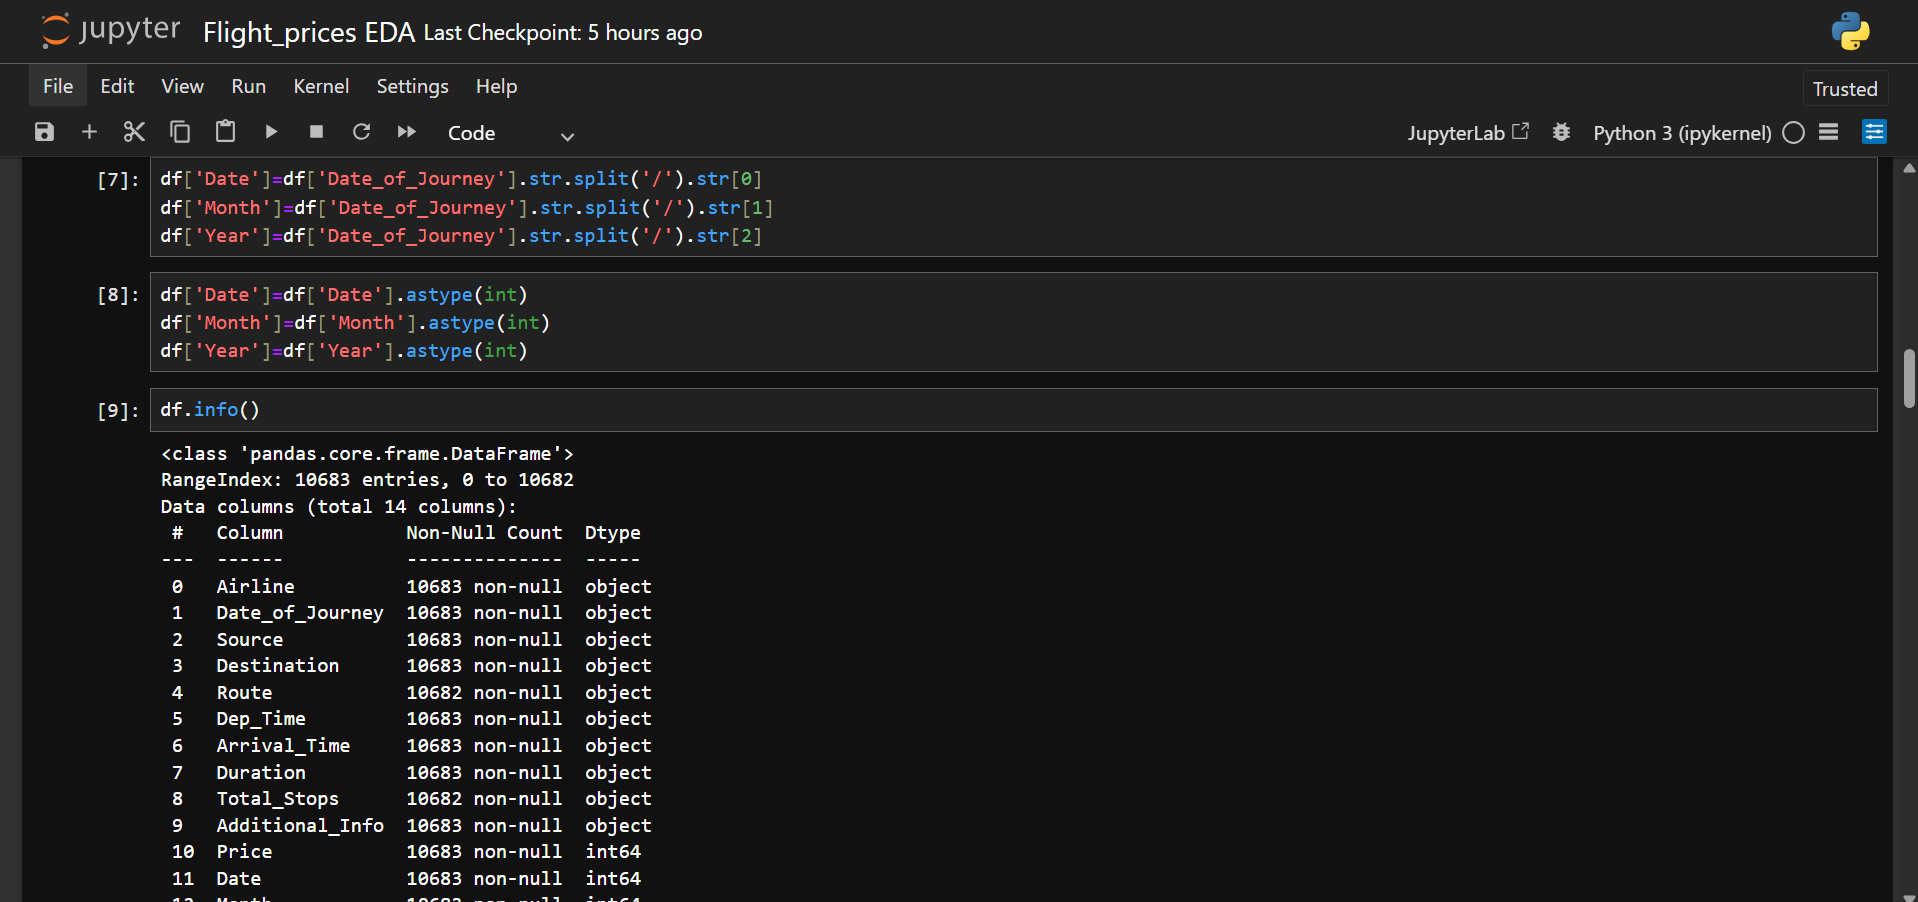 jupyter Flight_prices EDA Last Checkpoint: 5 hours ago
File Edit View Run Kernel Settings Help Trusted
Code JupyterLab Python 3 (ipykernel)
[7]: df['Date']=df['Date_of_Journey'].str.split('/').str[0]
df['Month']=df['Date_of_Journey'].str.split('/').str[1]
df['Year']=df['Date_of_Journey'].str.split('/').str[2]
[8]: df['Date']=df['Date'].astype(int)
df['Month']=df['Month'].astype(int)
df['Year']=df['Year'].astype(int)
[9]: df.info()
<class 'pandas.core.frame.DataFrame'>
RangeIndex: 10683 entries, 0 to 10682
Data columns (total 14 columns):
 #   Column           Non-Null Count  Dtype
---  ------           --------------  -----
 0   Airline          10683 non-null  object
 1   Date_of_Journey  10683 non-null  object
 2   Source           10683 non-null  object
 3   Destination      10683 non-null  object
 4   Route            10682 non-null  object
 5   Dep_Time         10683 non-null  object
 6   Arrival_Time     10683 non-null  object
 7   Duration         10683 non-null  object
 8   Total_Stops      10682 non-null  object
 9   Additional_Info  10683 non-null  object
 10  Price            10683 non-null  int64
 11  Date             10683 non-null  int64
 12  Month            10683 non-null  int64